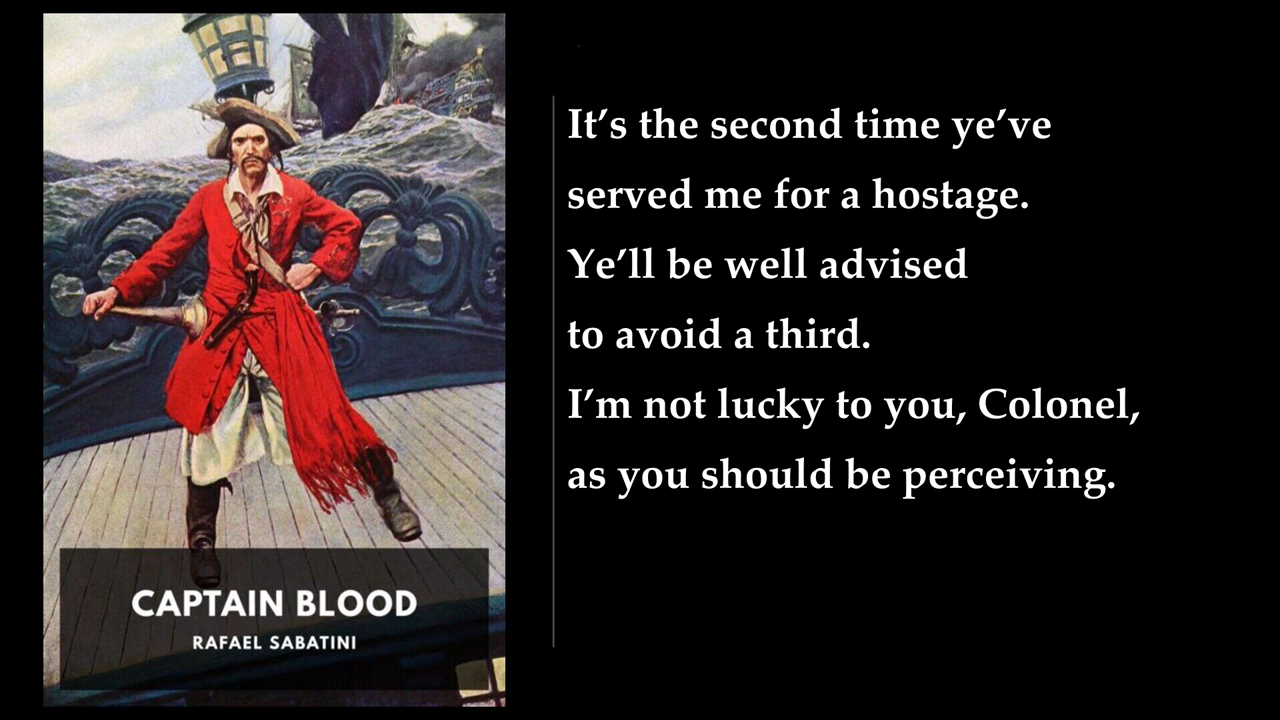 It’s the second time ye’ve
served me for a hostage.
Ye’ll be well advised
to avoid a third.
I’m not lucky to you, Colonel,
as you should be perceiving.
CAPTAIN BLOOD
RAFAEL SABATINI